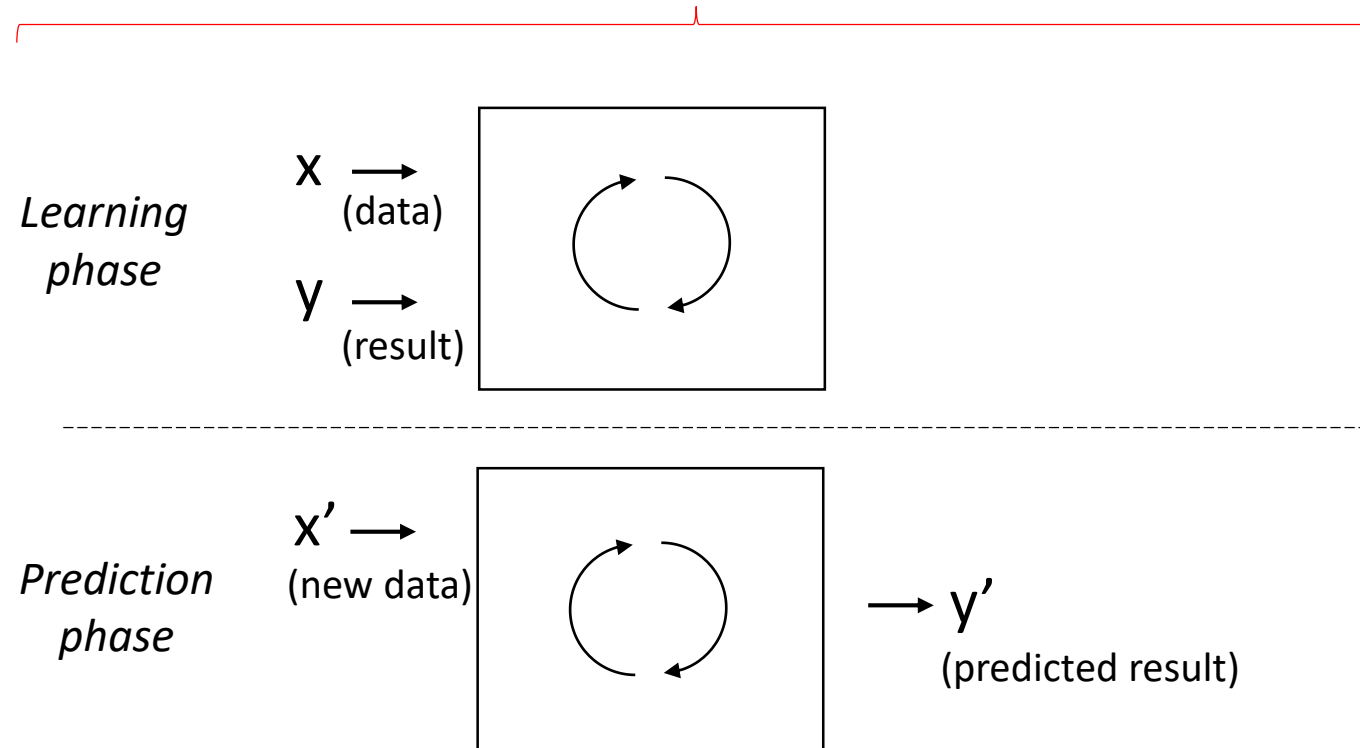 x
(data)
Learning
phase
y
(result)
x’
(new data)
Prediction
phase
y’
(predicted result)